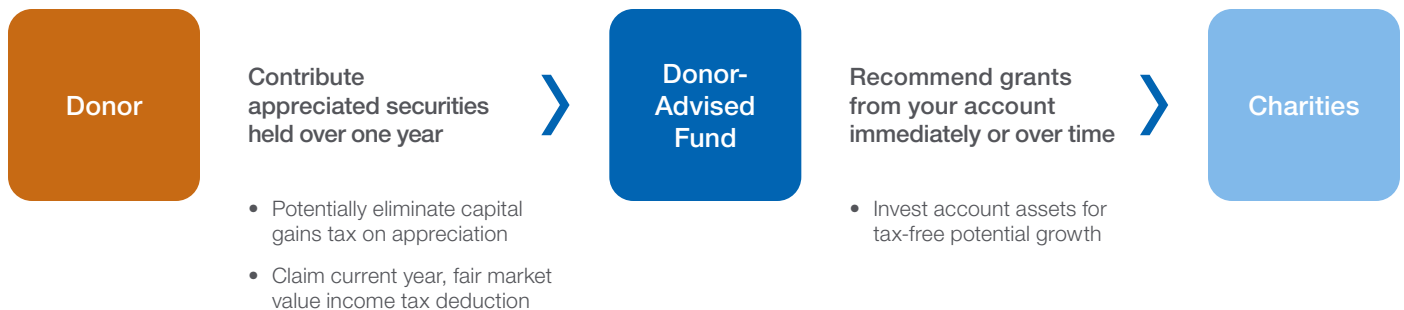 Donor
Contribute
appreciated securities
held over one year
• Potentially eliminate capital
gains tax on appreciation
• Claim current year, fair market
value income tax deduction
Donor-
Advised
Fund
Recommend grants
from your account
immediately or over time
• Invest account assets for
tax-free potential growth
Charities